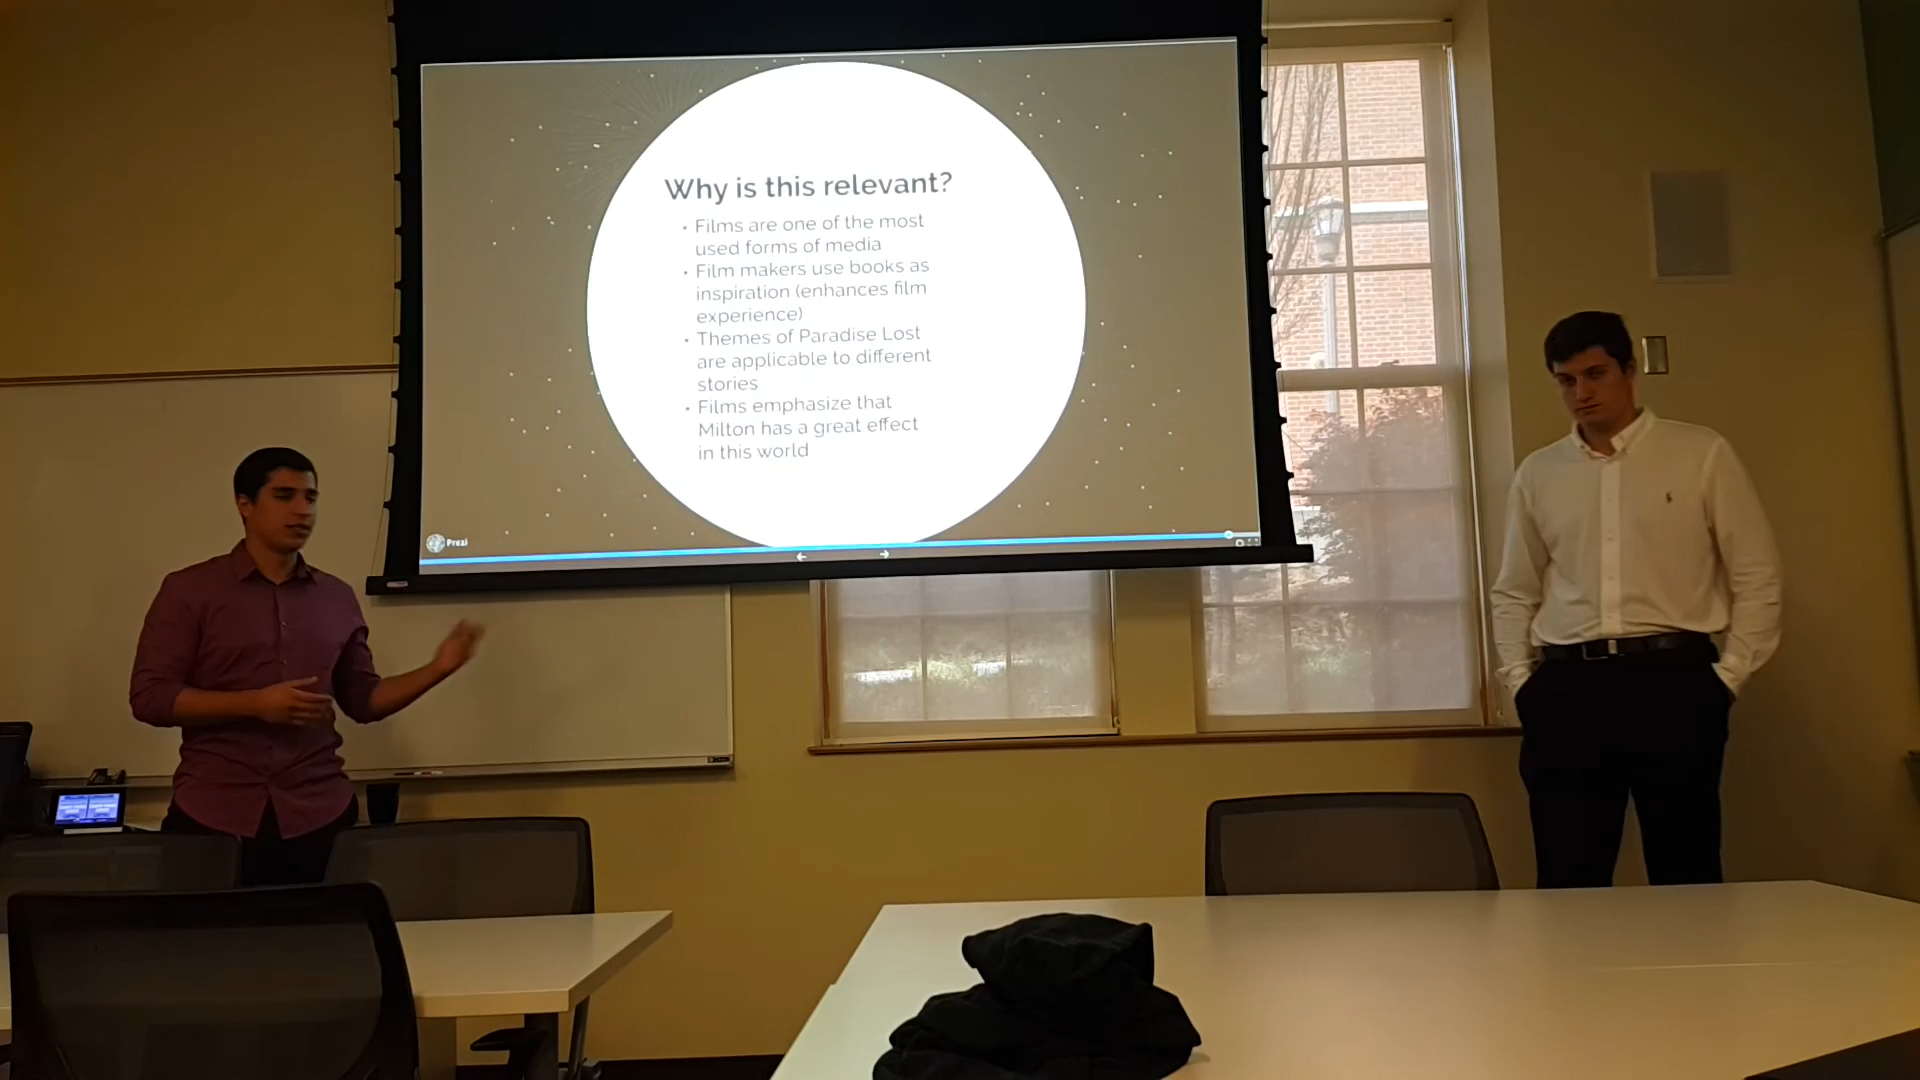 Why is this relevant?
• Films are one of the most
used forms of media
• Film makers use books as
inspiration (enhances film
experience)
• Themes of Paradise Lost
are applicable to different
stories
• Films emphasize that
Milton has a great effect
in this world
Prezi